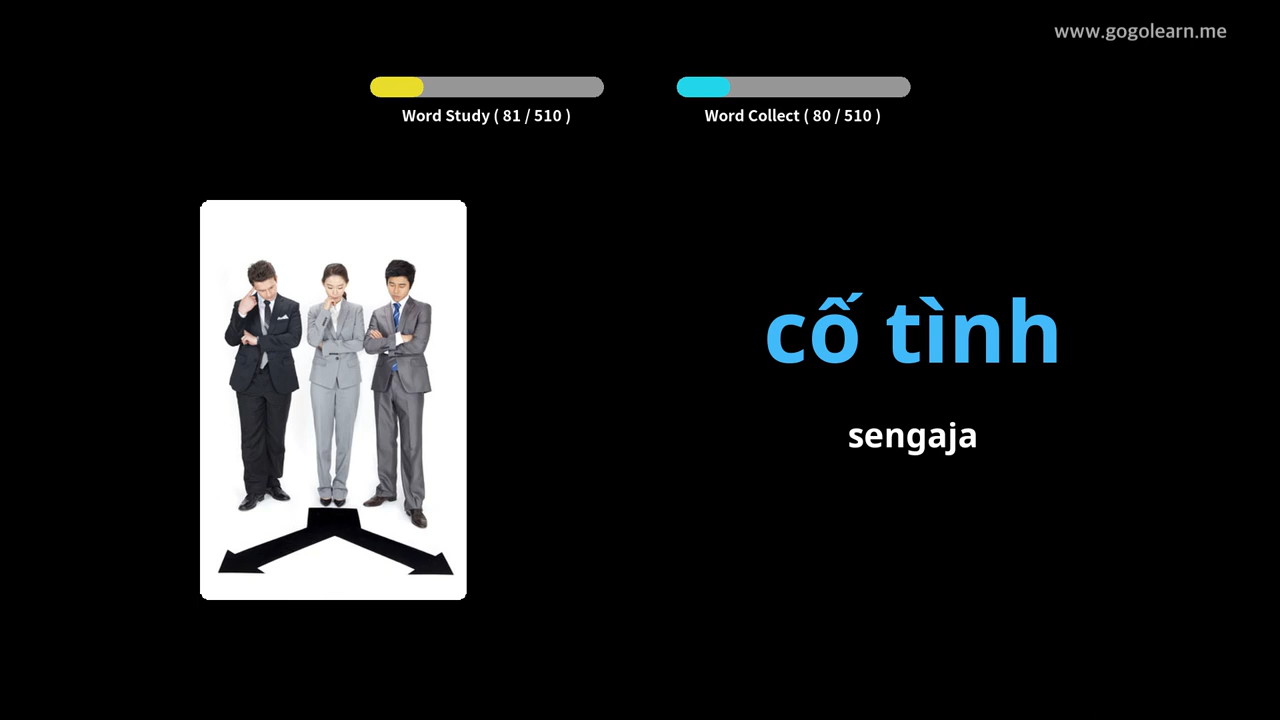 www.gogolearn.me
Word Study ( 81 / 510 )
Word Collect ( 80 / 510 )
cố tình
sengaja